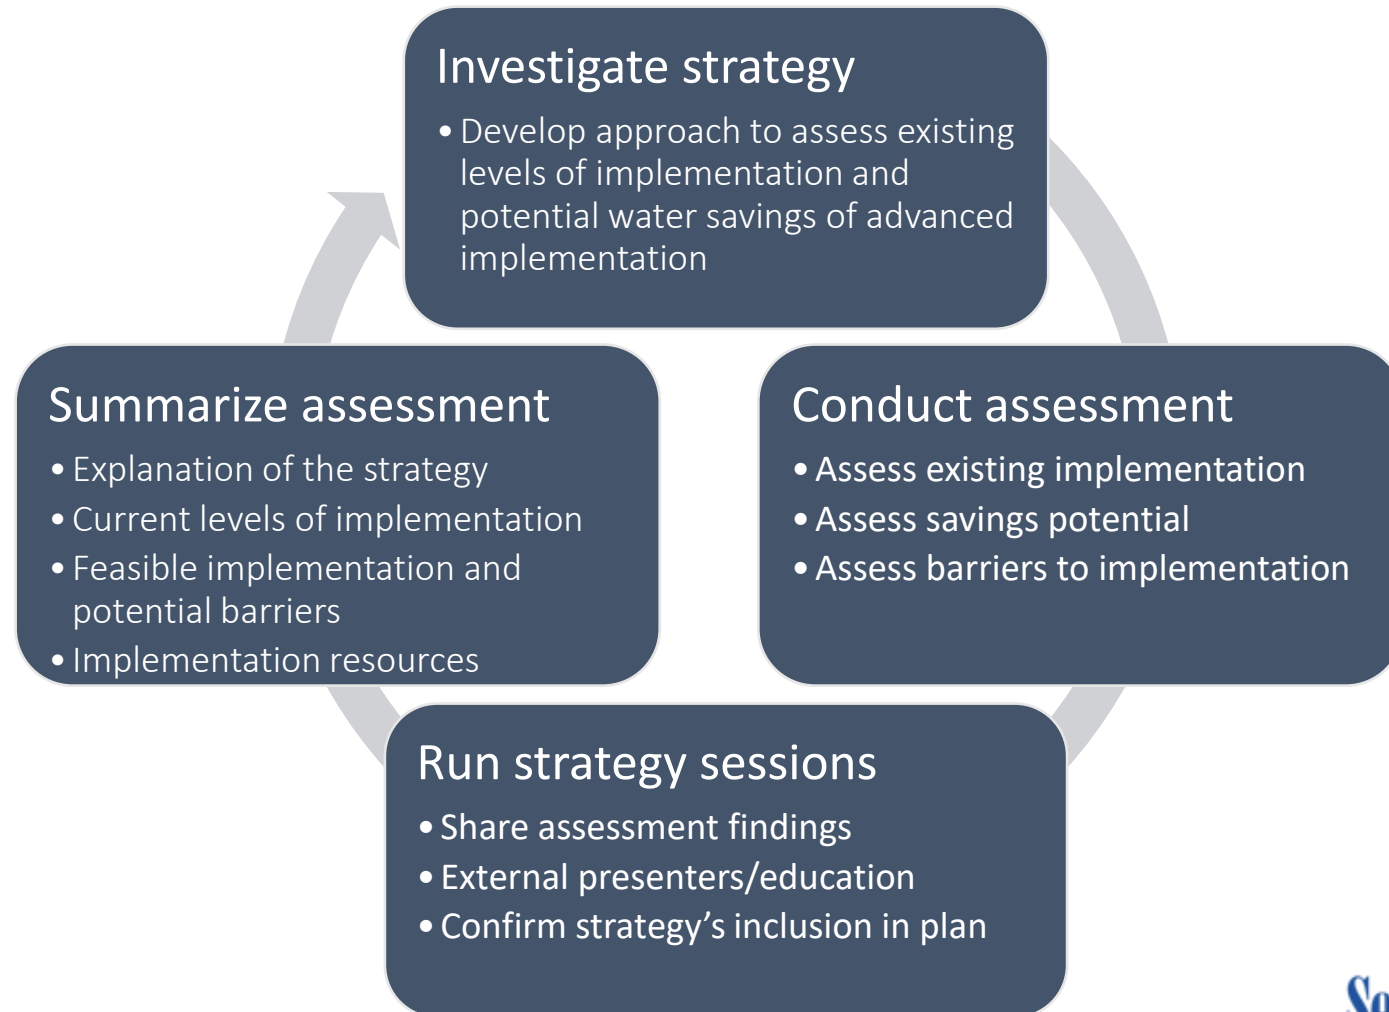 Investigate strategy
• Develop approach to assess existing
levels of implementation and
potential water savings of advanced
implementation
Conduct assessment
• Assess existing implementation
• Assess savings potential
• Assess barriers to implementation
Run strategy sessions
• Share assessment findings
• External presenters/education
• Confirm strategy's inclusion in plan
Summarize assessment
• Explanation of the strategy
• Current levels of implementation
• Feasible implementation and
potential barriers
• Implementation resources